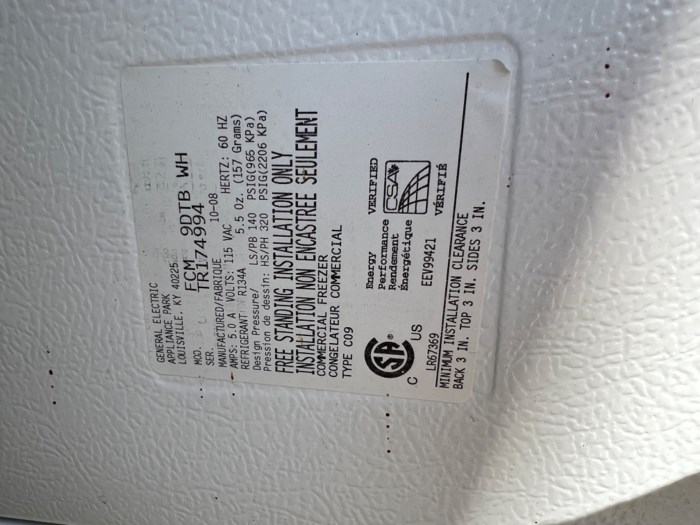 GENERAL ELECTRIC
APPLIANCE PARK
LOUISVILLE, KY 40225
MOD. FCM 9DTB WH
SER. TR174994
MANUFACTURED/FABRIQUE 10-08
AMPS: 5.0 A VOLTS: 115 VAC HERTZ: 60 HZ
REFRIGERANT: R134A 5.5 Oz. (157 Grams)
Design Pressure/ LS/PB 140 PSIG(965 KPa)
Pression de dessin: HS/PH 320 PSIG(2206 KPa)
FREE STANDING INSTALLATION ONLY
INSTALLATION NON ENCASTREE SEULEMENT
COMMERCIAL FREEZER
CONGELATEUR COMMERCIAL
TYPE C09
Energy VERIFIED
Performance
Rendement CSA
Énergétique VÉRIFIÉ
EEV99421
C SA US
LR67369
MINIMUM INSTALLATION CLEARANCE
BACK 3 IN. TOP 3 IN. SIDES 3 IN.